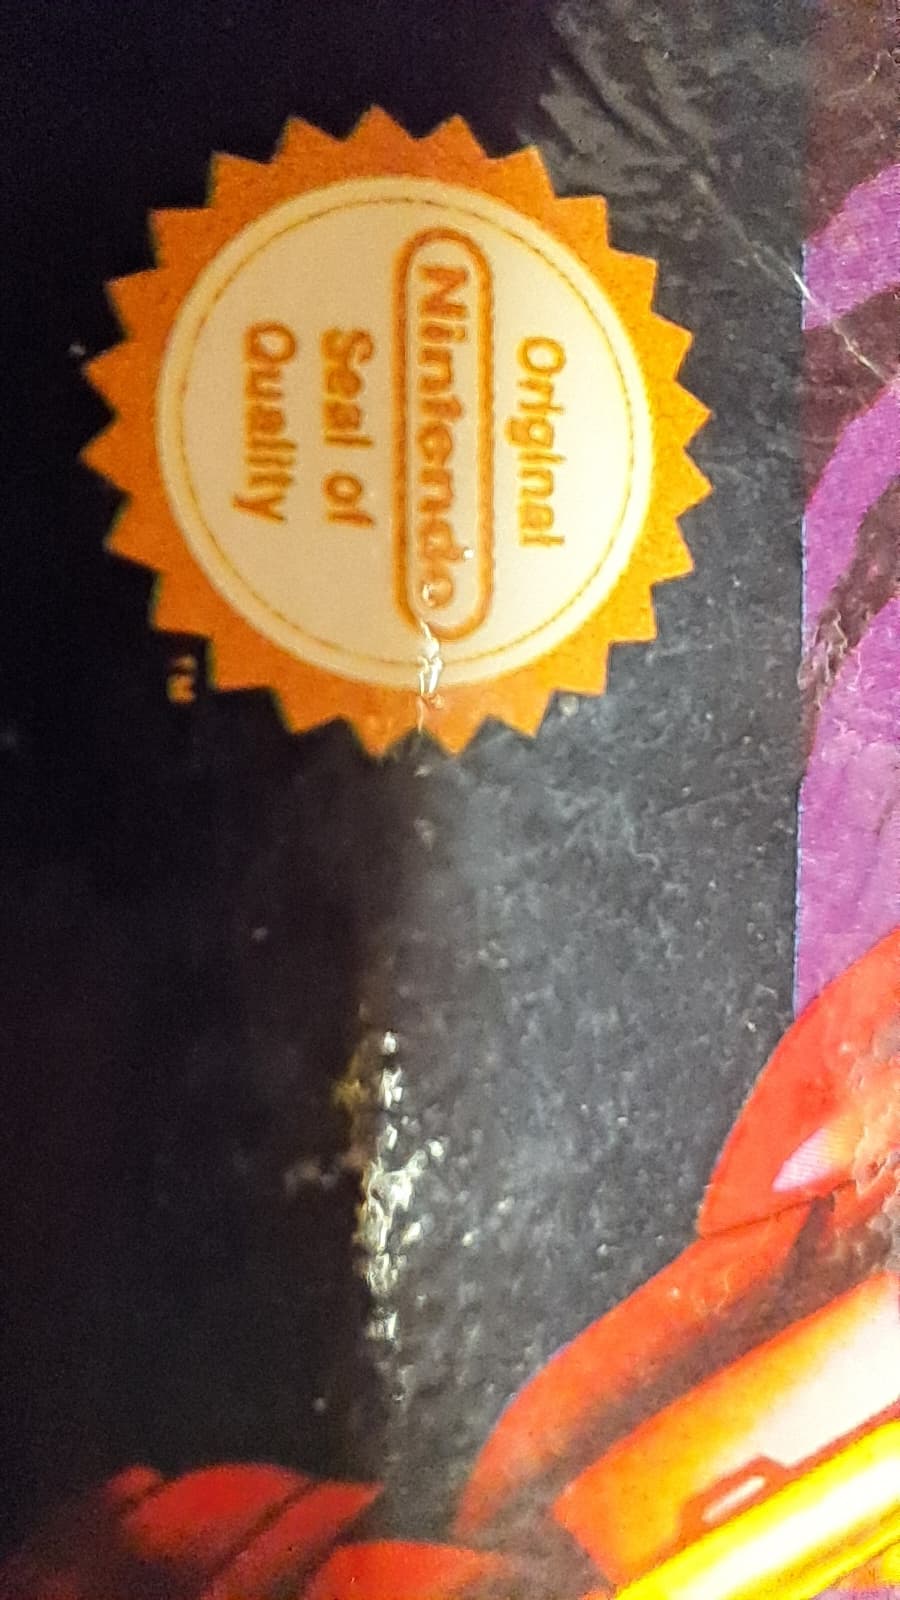 Original
Nintendo
Seal of
Quality
TM